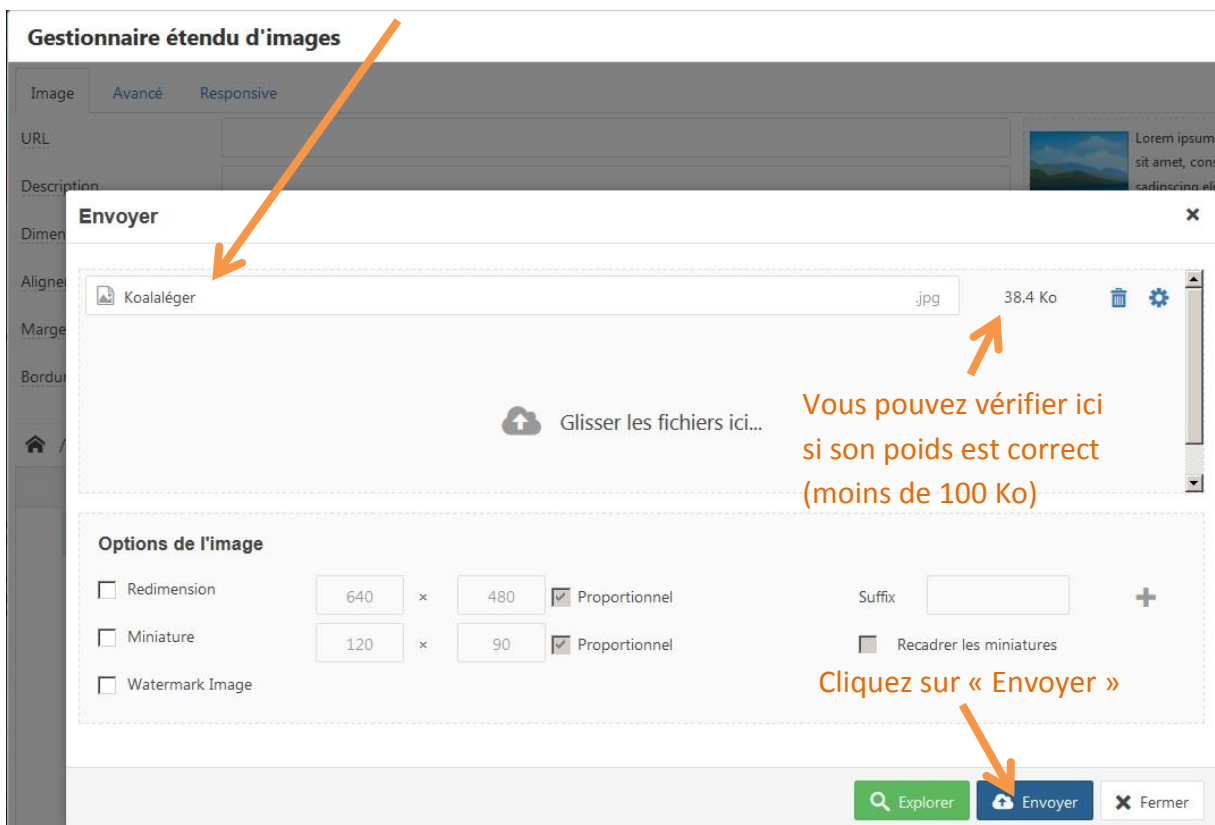 Gestionnaire étendu d'images
Image Avancé Responsive
URL
Lorem ipsum
sit amet, cons
Description
sadipscing eli
Envoyer
Dimen
Aligne
Koalaléger .jpg 38.4 Ko
Marge
Bordur
Glisser les fichiers ici...
Vous pouvez vérifier ici
si son poids est correct
(moins de 100 Ko)
/
Options de l'image
Redimension 640 × 480 Proportionnel Suffix
Miniature 120 × 90 Proportionnel Recadrer les miniatures
Watermark Image
Cliquez sur « Envoyer »
Explorer Envoyer Fermer